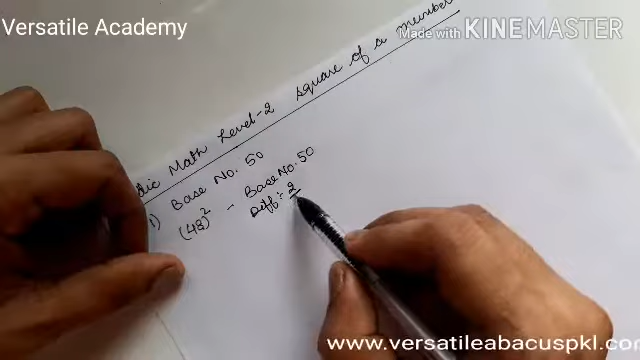 Versatile Academy
Made with KINEMASTER
dic Math Level-2 square of a number
1) Base No. 50
(48)² - Base No. 50
Diff: 2
www.versatileabacuspkl.com